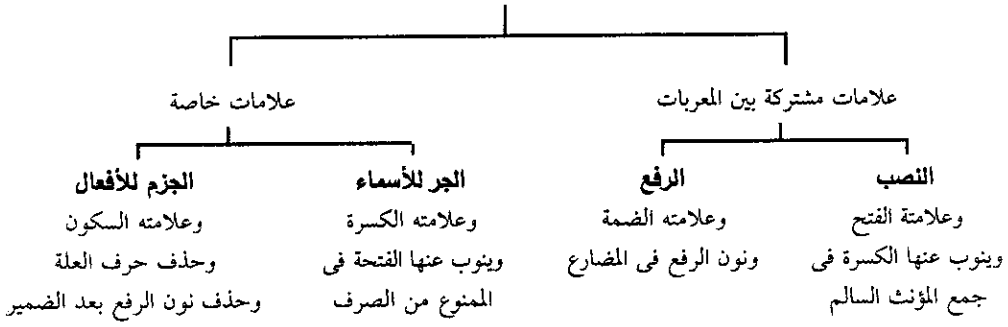 علامات مشتركة بين المعربات
علامات خاصة
النصب
وعلامتة الفتح
وينوب عنها الكسرة فى
جمع المؤنث السالم
الرفع
وعلامته الضمة
ونون الرفع فى المضارع
الجر للأسماء
وعلامته الكسرة
وينوب عنها الفتحة فى
الممنوع من الصرف
الجزم للأفعال
وعلامته السكون
وحذف حرف العلة
وحذف نون الرفع بعد الضمير